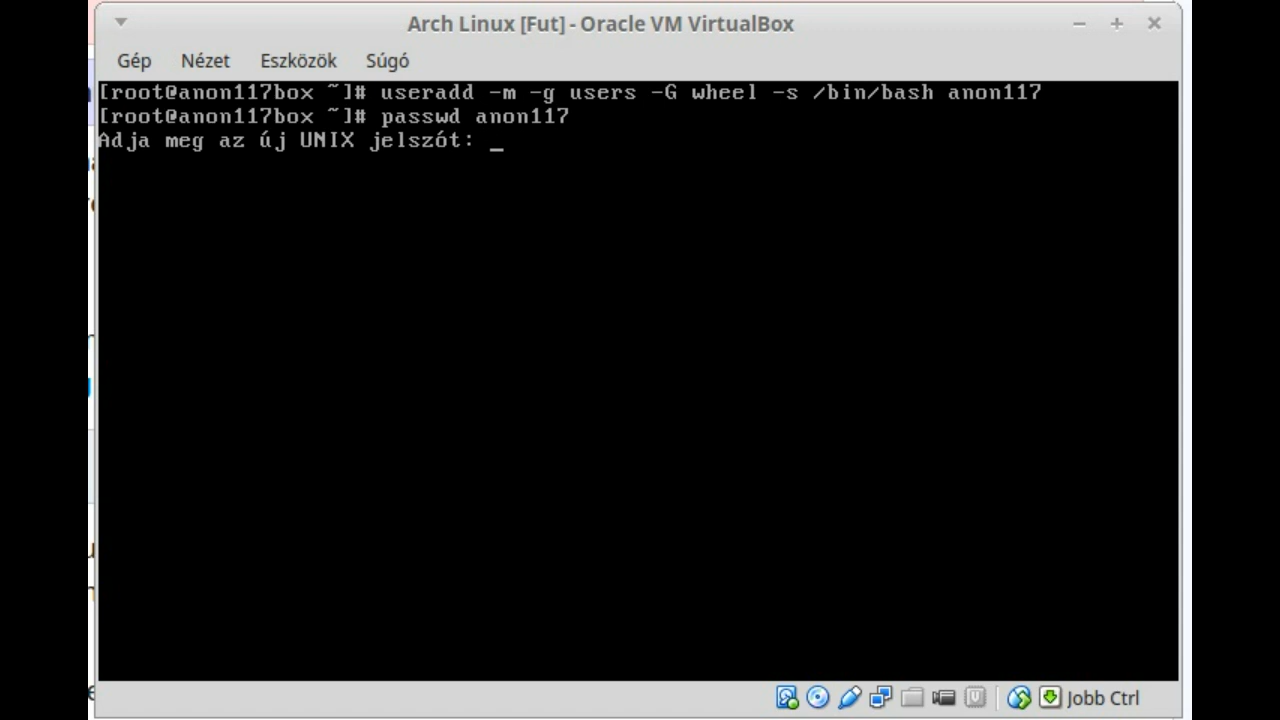 Arch Linux [Fut] - Oracle VM VirtualBox
Gép Nézet Eszközök Súgó
[root@anon117box ~]# useradd -m -g users -G wheel -s /bin/bash anon117
[root@anon117box ~]# passwd anon117
Adja meg az új UNIX jelszót: _
Jobb Ctrl